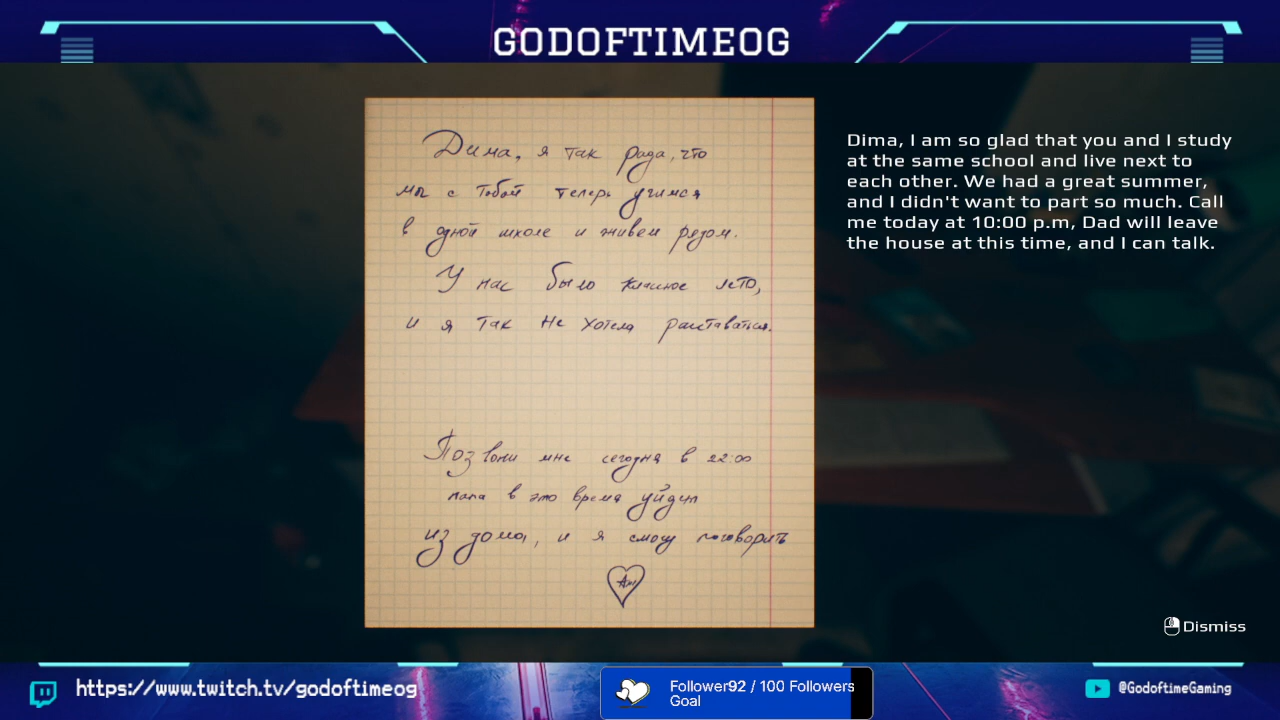 GODOFTIMEOG
Дима, я так рада, что
мы с тобой теперь учимся
в одной школе и живем рядом.
У нас было классное лето,
и я так не хотела расставаться.
Позвони мне сегодня в 22:00
папа в это время уйдет
из дома, и я смогу поговорить
Dima, I am so glad that you and I study
at the same school and live next to
each other. We had a great summer,
and I didn't want to part so much. Call
me today at 10:00 p.m, Dad will leave
the house at this time, and I can talk.
Dismiss
https://www.twitch.tv/godoftimeog
Follower92 / 100 Followers
Goal
@GodoftimeGaming